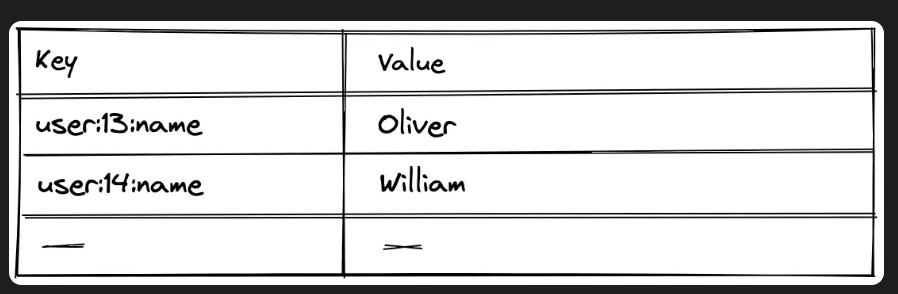 Key Value
user:13:name Oliver
user:14:name William
— —